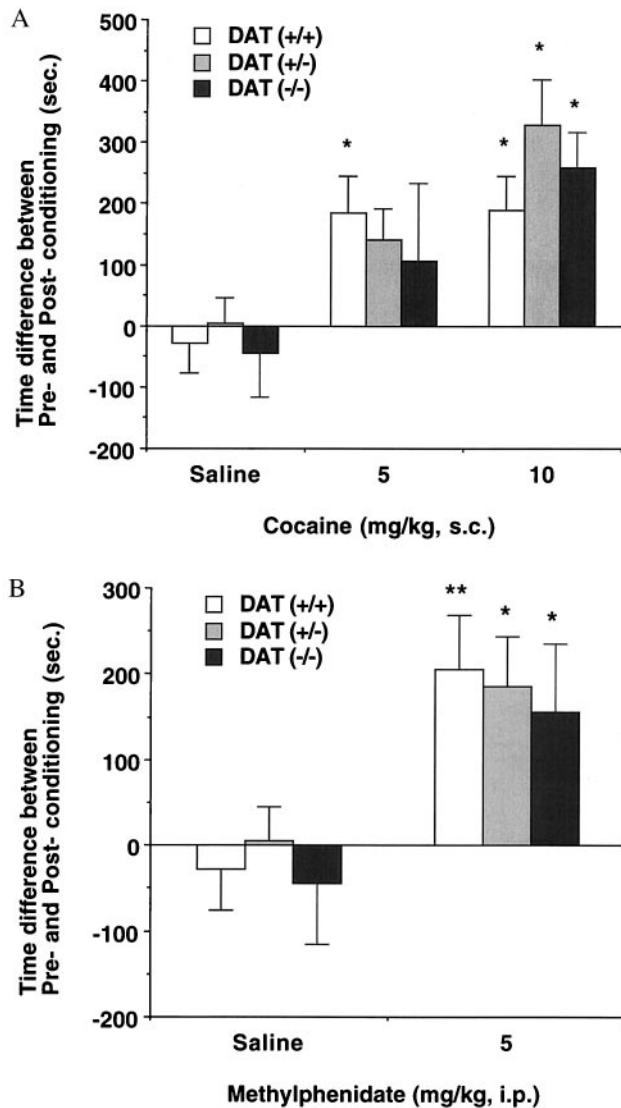 A
Time difference between
Pre- and Post- conditioning (sec.)
500
400
300
200
100
0
-100
-200
DAT (+/+)
DAT (+/-)
DAT (-/-)
*
*
*
*
Saline
5
10
Cocaine (mg/kg, s.c.)
B
Time difference between
Pre- and Post- conditioning (sec.)
300
200
100
0
-100
-200
DAT (+/+)
DAT (+/-)
DAT (-/-)
**
*
*
Saline
5
Methylphenidate (mg/kg, i.p.)